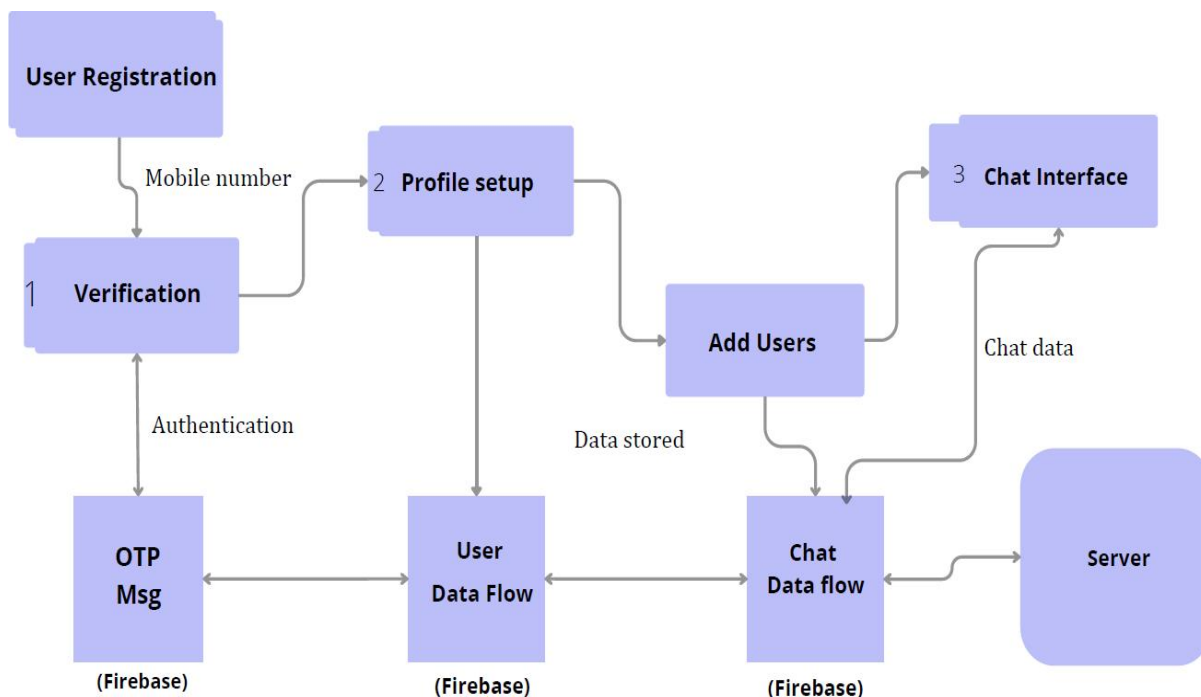 User Registration
Mobile number
2 Profile setup
3 Chat Interface
1 Verification
Add Users
Chat data
Authentication
Data stored
OTP
Msg
User
Data Flow
Chat
Data flow
Server
(Firebase)
(Firebase)
(Firebase)